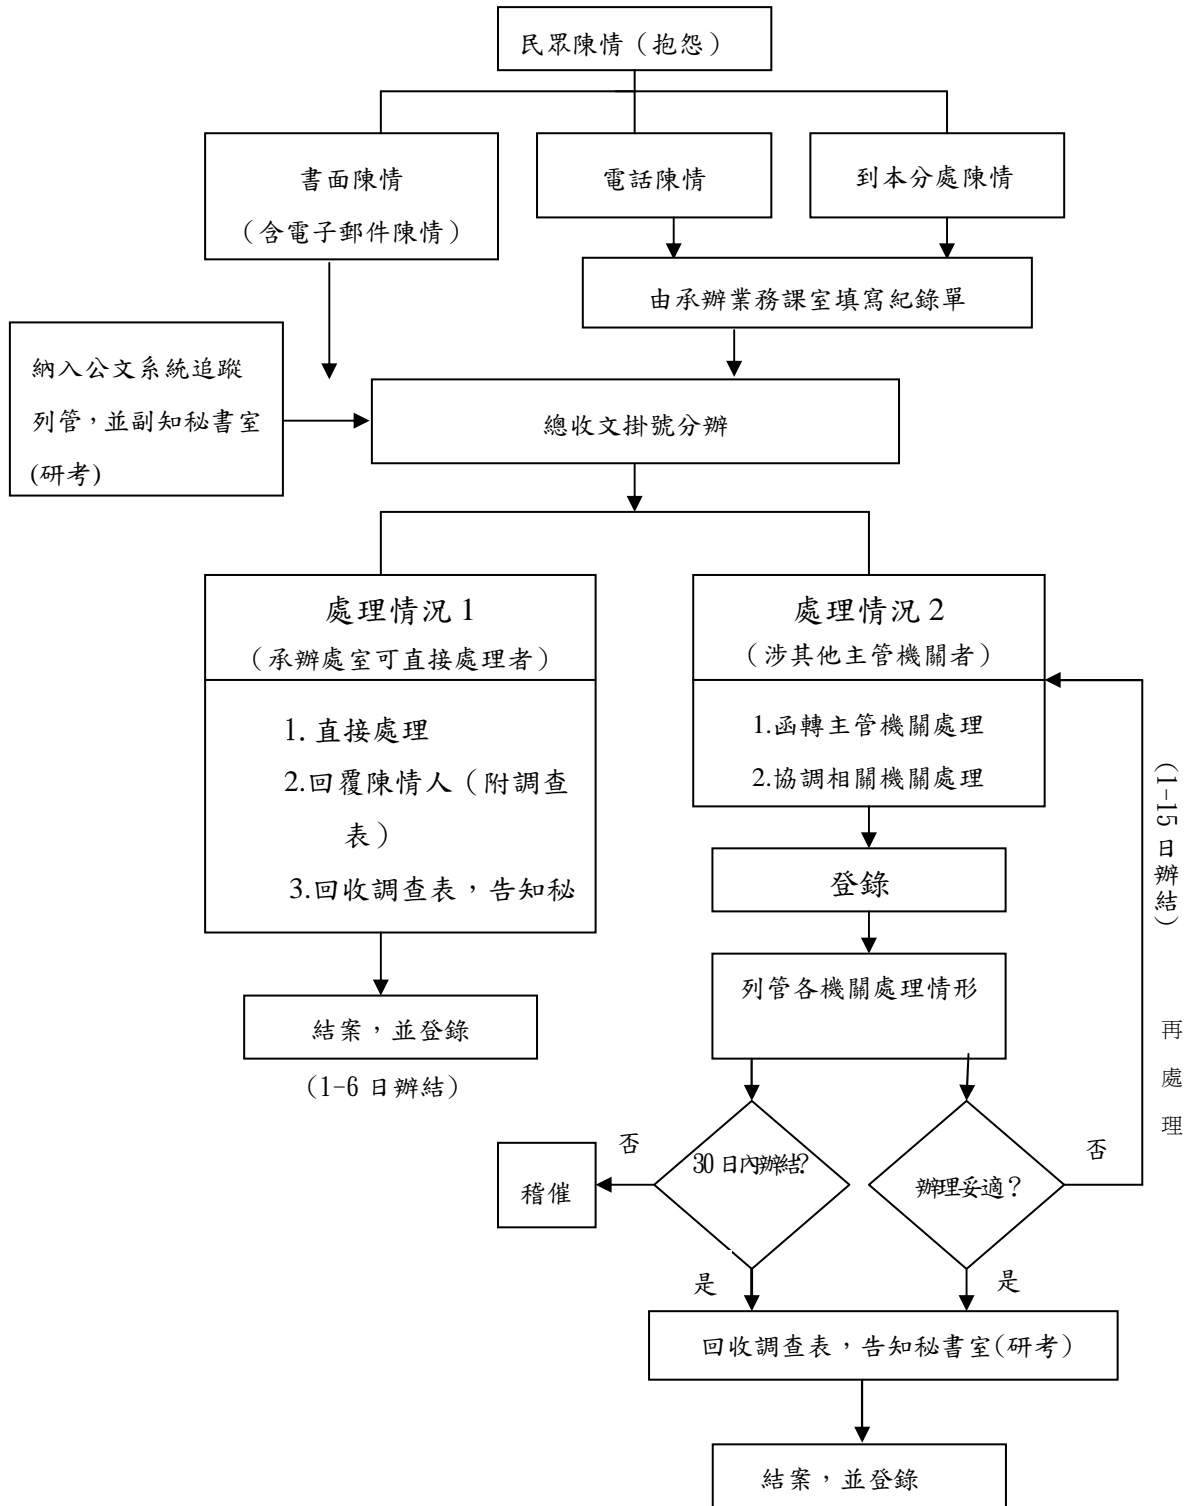 民眾陳情（抱怨）
書面陳情
（含電子郵件陳情）
電話陳情
到本分處陳情
由承辦業務課室填寫紀錄單
納入公文系統追蹤
列管，並副知秘書室
(研考)
總收文掛號分辦
處理情況 1
（承辦處室可直接處理者）
1. 直接處理
2.回覆陳情人（附調查
表）
3.回收調查表，告知秘
結案，並登錄
（1-6 日辦結）
處理情況 2
（涉其他主管機關者）
1.函轉主管機關處理
2.協調相關機關處理
登錄
列管各機關處理情形
（1-15 日辦結）
再處理
30 日內辦結?
否
稽催
是
辦理妥適？
否
是
回收調查表，告知秘書室(研考)
結案，並登錄